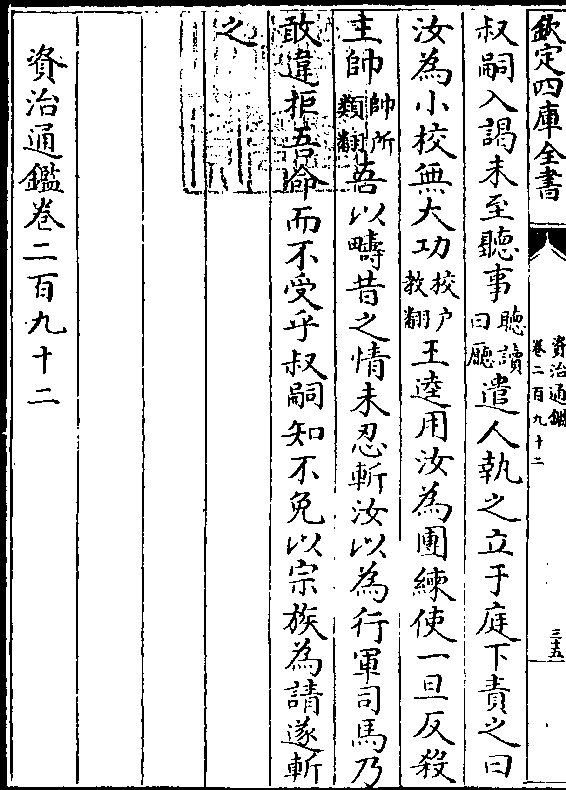 欽定四庫全書
資治通鑑
卷二百九十二
三五
叔嗣入謁未至聽事聽讀曰廳遣人執之立于庭下責之曰
汝為小校無大功挍户教翻王逵用汝為團練使一旦反殺
主帥帥所類翻吾以疇昔之情未忍斬汝以為行軍司馬乃
敢違拒吾命而不受乎叔嗣知不免以宗族為請遂斬
之
資治通鑑卷二百九十二